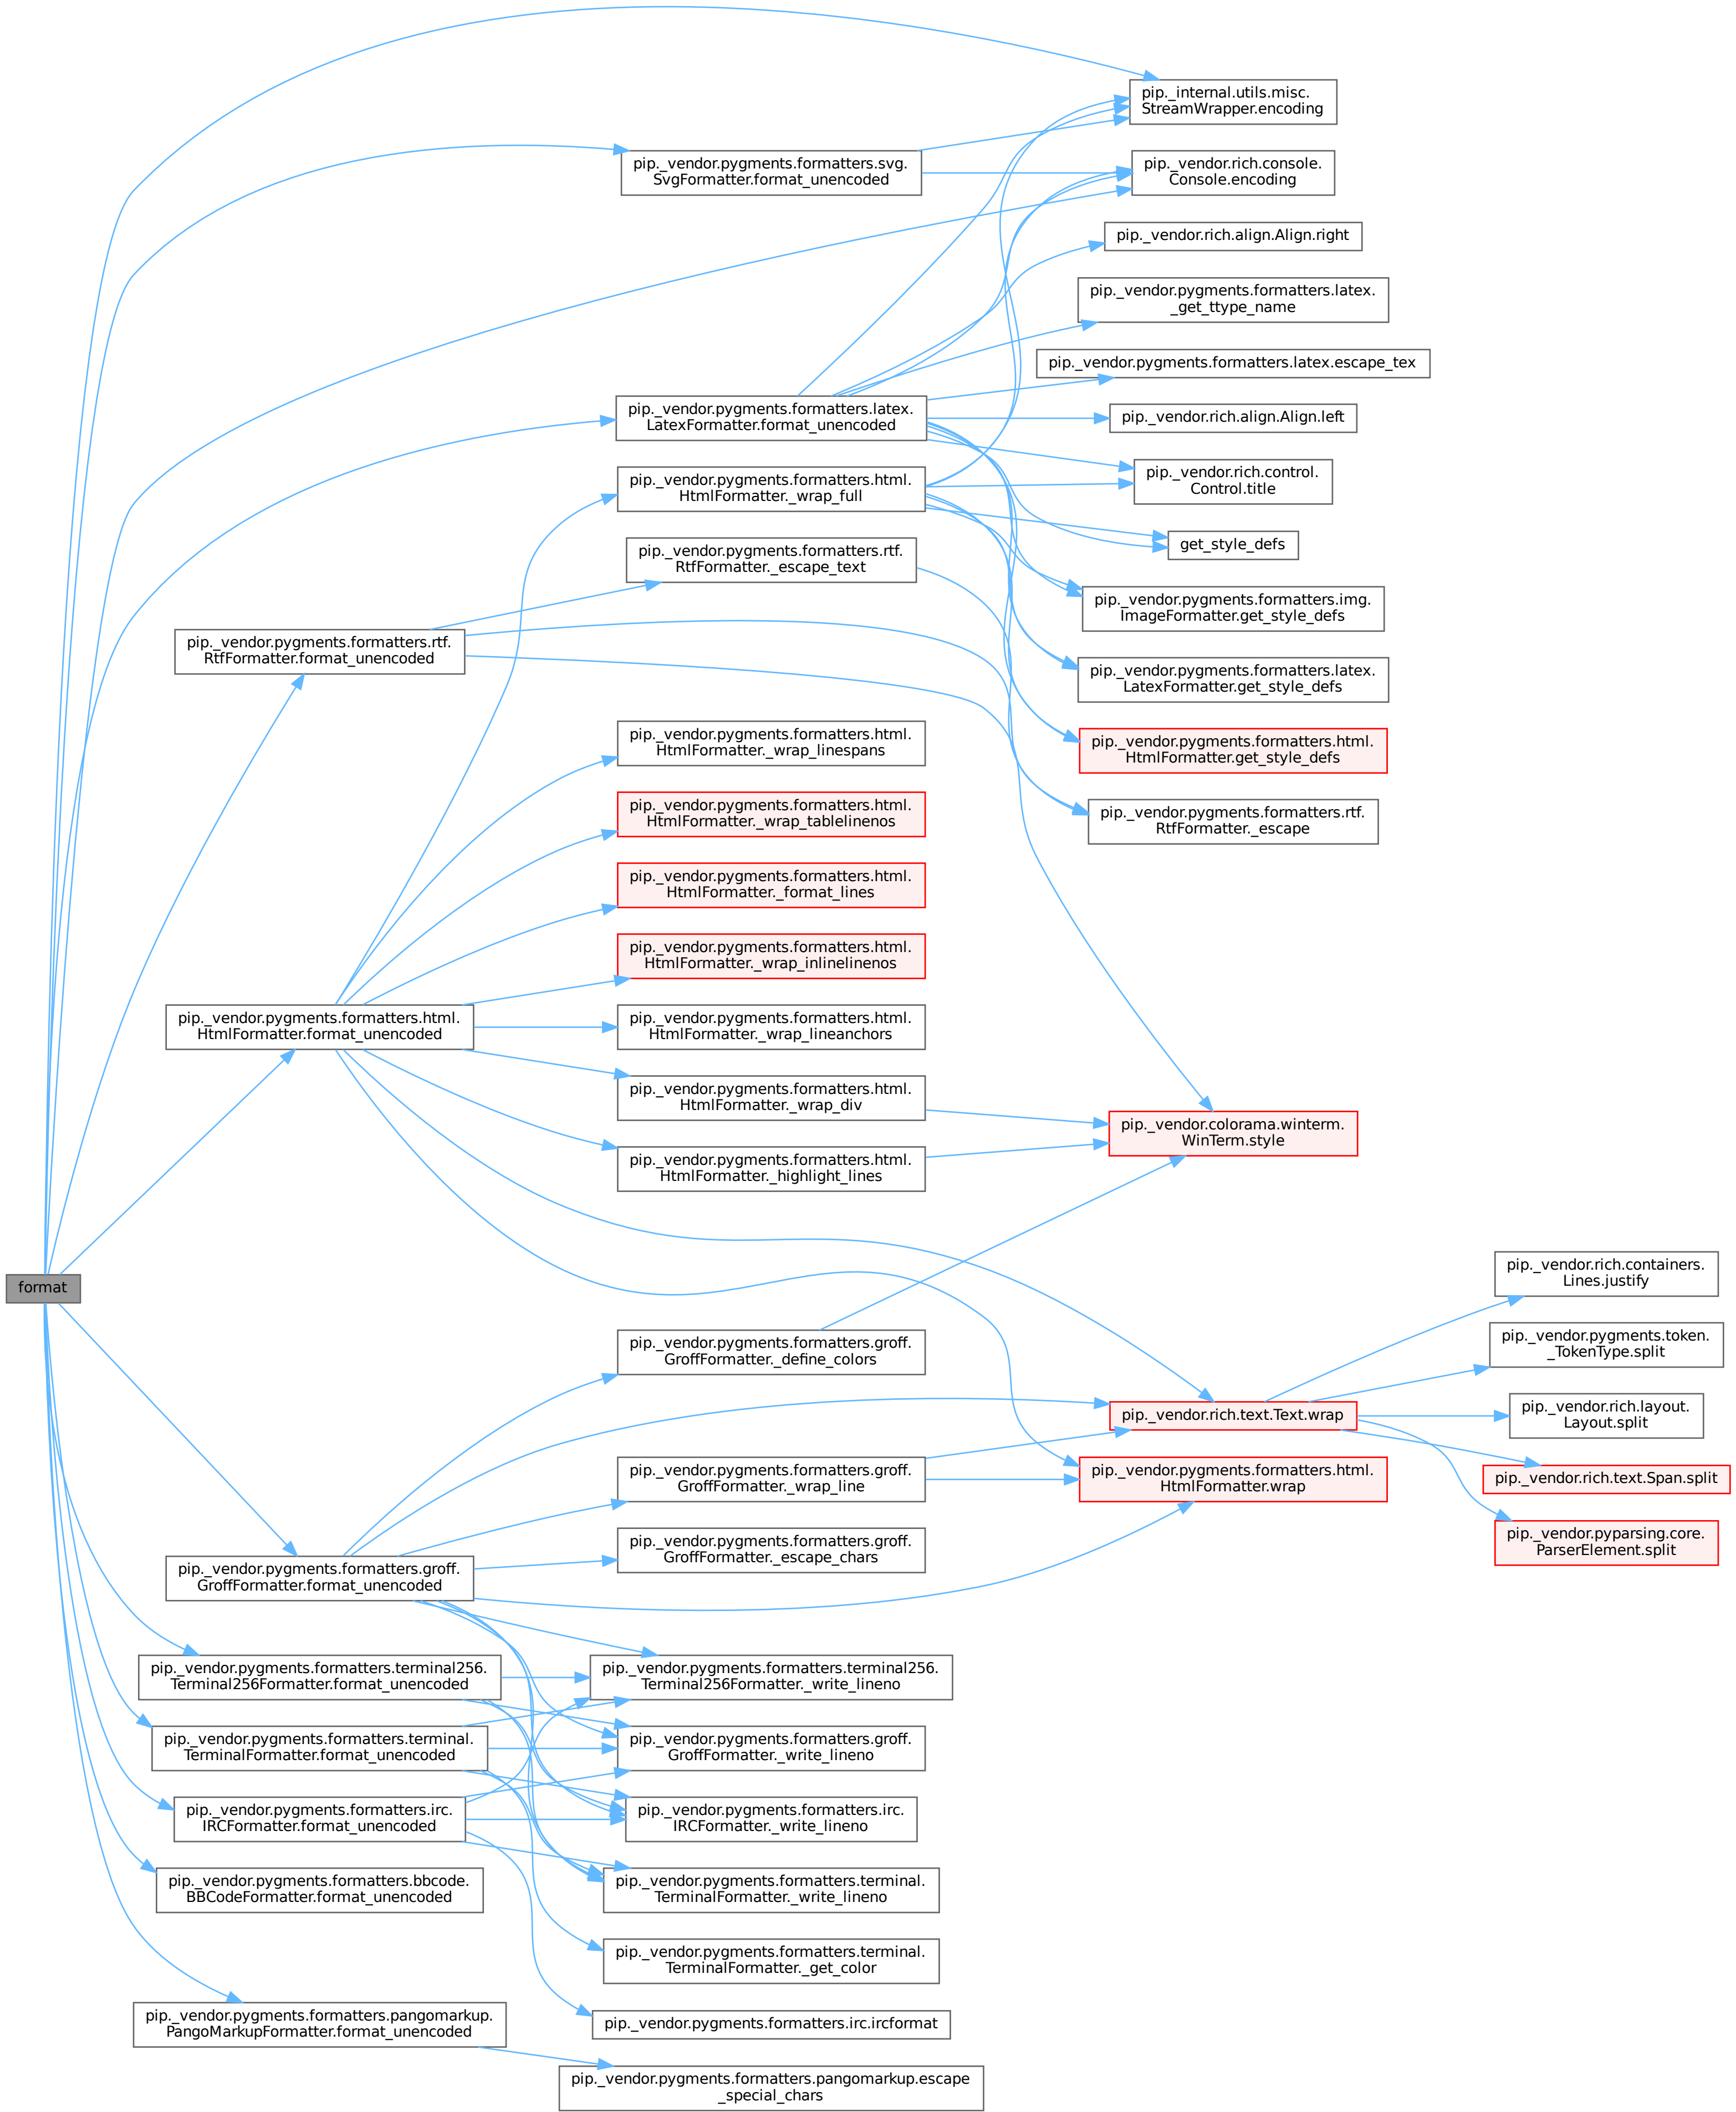 pip._internal.utils.misc.
StreamWrapper.encoding
pip._vendor.pygments.formatters.svg.
SvgFormatter.format_unencoded
pip._vendor.rich.console.
Console.encoding
pip._vendor.rich.align.Align.right
pip._vendor.pygments.formatters.latex.
_get_ttype_name
pip._vendor.pygments.formatters.latex.escape_tex
pip._vendor.pygments.formatters.latex.
LatexFormatter.format_unencoded
pip._vendor.rich.align.Align.left
pip._vendor.pygments.formatters.html.
HtmlFormatter._wrap_full
pip._vendor.rich.control.
Control.title
pip._vendor.pygments.formatters.rtf.
RtfFormatter._escape_text
get_style_defs
pip._vendor.pygments.formatters.img.
ImageFormatter.get_style_defs
pip._vendor.pygments.formatters.rtf.
RtfFormatter.format_unencoded
pip._vendor.pygments.formatters.latex.
LatexFormatter.get_style_defs
pip._vendor.pygments.formatters.html.
HtmlFormatter._wrap_linespans
pip._vendor.pygments.formatters.html.
HtmlFormatter.get_style_defs
pip._vendor.pygments.formatters.html.
HtmlFormatter._wrap_tablelinenos
pip._vendor.pygments.formatters.rtf.
RtfFormatter._escape
pip._vendor.pygments.formatters.html.
HtmlFormatter._format_lines
pip._vendor.pygments.formatters.html.
HtmlFormatter._wrap_inlinelinenos
pip._vendor.pygments.formatters.html.
HtmlFormatter.format_unencoded
pip._vendor.pygments.formatters.html.
HtmlFormatter._wrap_lineanchors
pip._vendor.pygments.formatters.html.
HtmlFormatter._wrap_div
pip._vendor.colorama.winterm.
WinTerm.style
pip._vendor.pygments.formatters.html.
HtmlFormatter._highlight_lines
format
pip._vendor.rich.containers.
Lines.justify
pip._vendor.pygments.formatters.groff.
GroffFormatter._define_colors
pip._vendor.pygments.token.
_TokenType.split
pip._vendor.rich.text.Text.wrap
pip._vendor.rich.layout.
Layout.split
pip._vendor.pygments.formatters.groff.
GroffFormatter._wrap_line
pip._vendor.pygments.formatters.html.
HtmlFormatter.wrap
pip._vendor.rich.text.Span.split
pip._vendor.pygments.formatters.groff.
GroffFormatter._escape_chars
pip._vendor.pyparsing.core.
ParserElement.split
pip._vendor.pygments.formatters.groff.
GroffFormatter.format_unencoded
pip._vendor.pygments.formatters.terminal256.
Terminal256Formatter.format_unencoded
pip._vendor.pygments.formatters.terminal256.
Terminal256Formatter._write_lineno
pip._vendor.pygments.formatters.terminal.
TerminalFormatter.format_unencoded
pip._vendor.pygments.formatters.groff.
GroffFormatter._write_lineno
pip._vendor.pygments.formatters.irc.
IRCFormatter.format_unencoded
pip._vendor.pygments.formatters.irc.
IRCFormatter._write_lineno
pip._vendor.pygments.formatters.bbcode.
BBCodeFormatter.format_unencoded
pip._vendor.pygments.formatters.terminal.
TerminalFormatter._write_lineno
pip._vendor.pygments.formatters.terminal.
TerminalFormatter._get_color
pip._vendor.pygments.formatters.pangomarkup.
PangoMarkupFormatter.format_unencoded
pip._vendor.pygments.formatters.irc.ircformat
pip._vendor.pygments.formatters.pangomarkup.escape
_special_chars